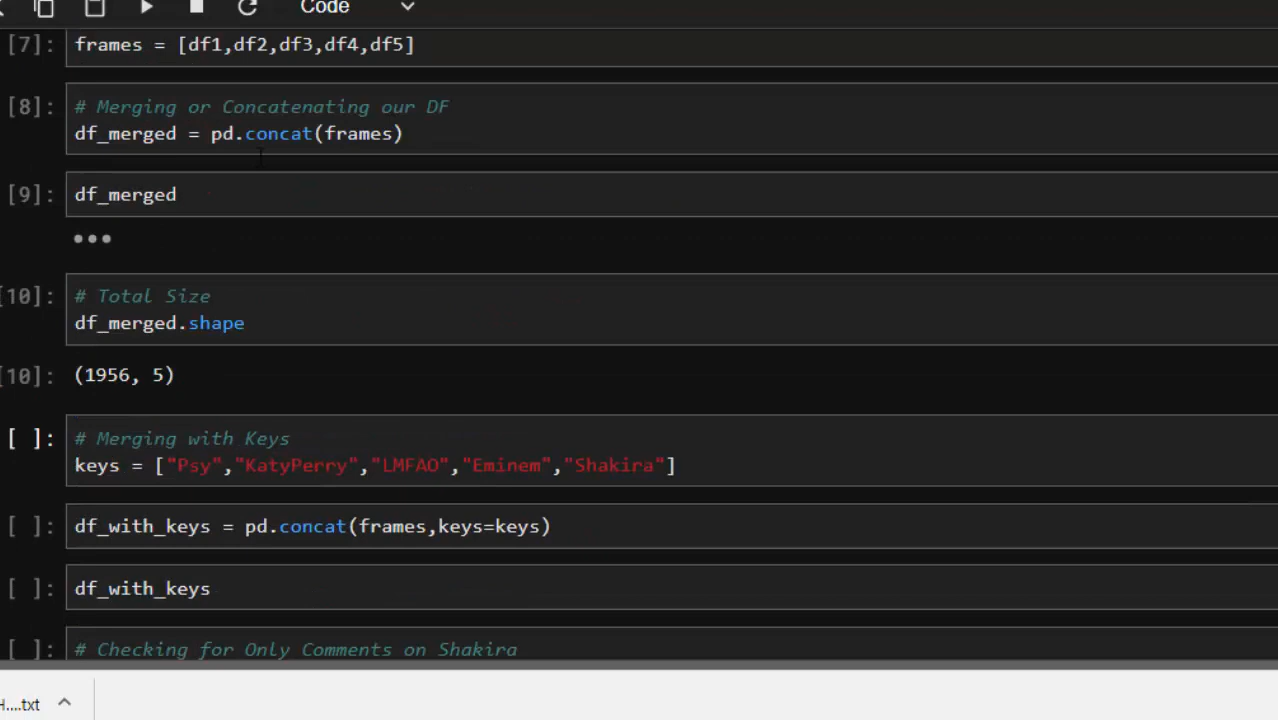 Code
[7]: frames = [df1,df2,df3,df4,df5]
[8]: # Merging or Concatenating our DF
df_merged = pd.concat(frames)
[9]: df_merged
[10]: # Total Size
df_merged.shape
[10]: (1956, 5)
[ ]: # Merging with Keys
keys = ["Psy","KatyPerry","LMFAO","Eminem","Shakira"]
[ ]: df_with_keys = pd.concat(frames,keys=keys)
[ ]: df_with_keys
[ ]: # Checking for Only Comments on Shakira
H....txt